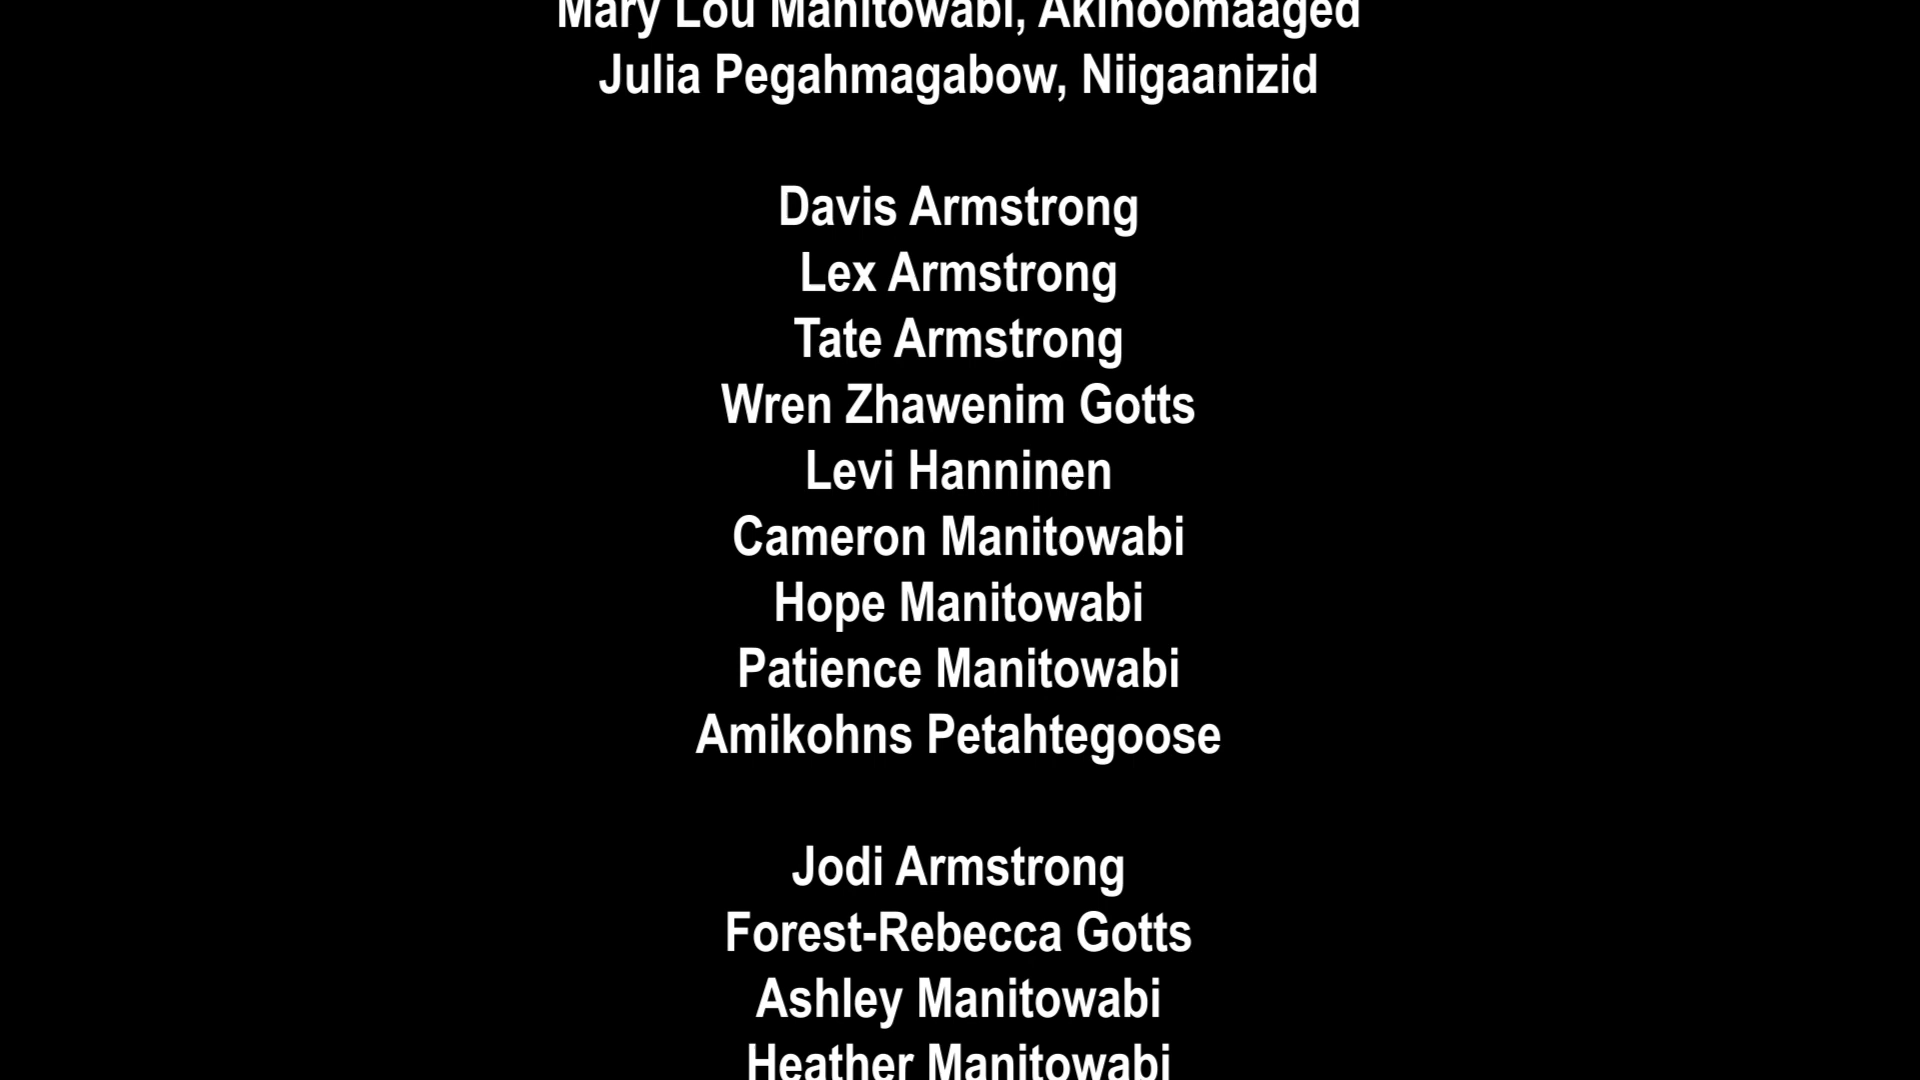 Mary Lou Manitowabi, Akinoomaaged
Julia Pegahmagabow, Niigaanizid
Davis Armstrong
Lex Armstrong
Tate Armstrong
Wren Zhawenim Gotts
Levi Hanninen
Cameron Manitowabi
Hope Manitowabi
Patience Manitowabi
Amikohns Petahtegoose
Jodi Armstrong
Forest-Rebecca Gotts
Ashley Manitowabi
Heather Manitowabi